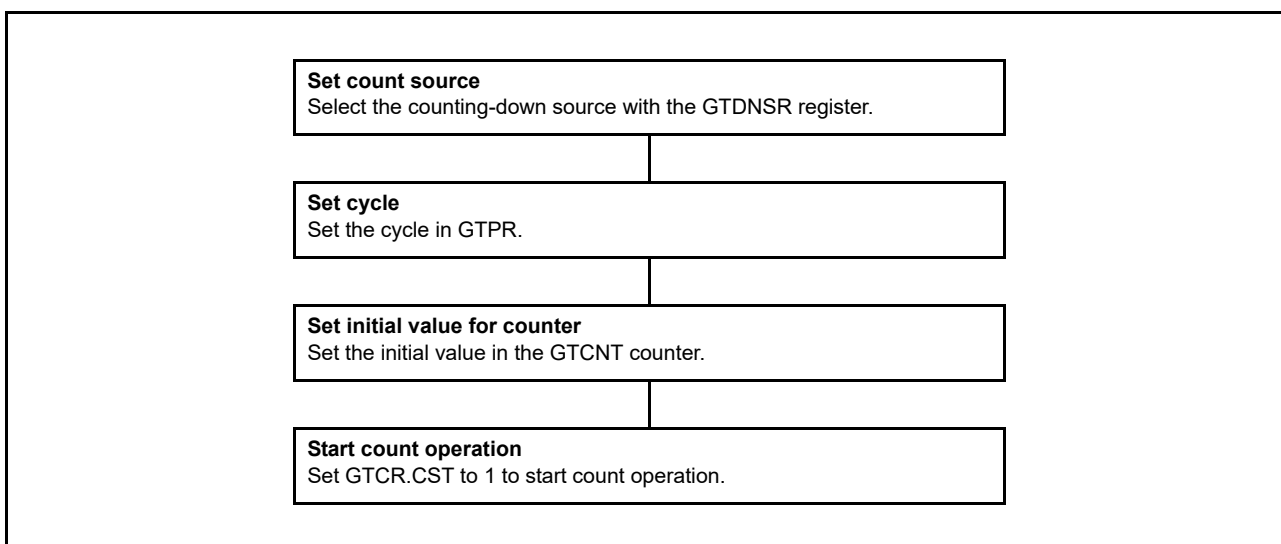 Set count source
Select the counting-down source with the GTDNSR register.
Set cycle
Set the cycle in GTPR.
Set initial value for counter
Set the initial value in the GTCNT counter.
Start count operation
Set GTCR.CST to 1 to start count operation.